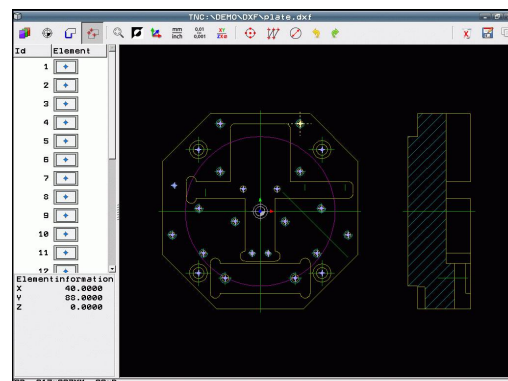 TNC:\DEMO\DXF\plate.dxf
mm
inch
0,01
0,001
XY
Id Element
1
2
3
4
5
6
7
8
9
10
11
12
Elementinformation
X 40.0000
Y 88.0000
Z 0.0000